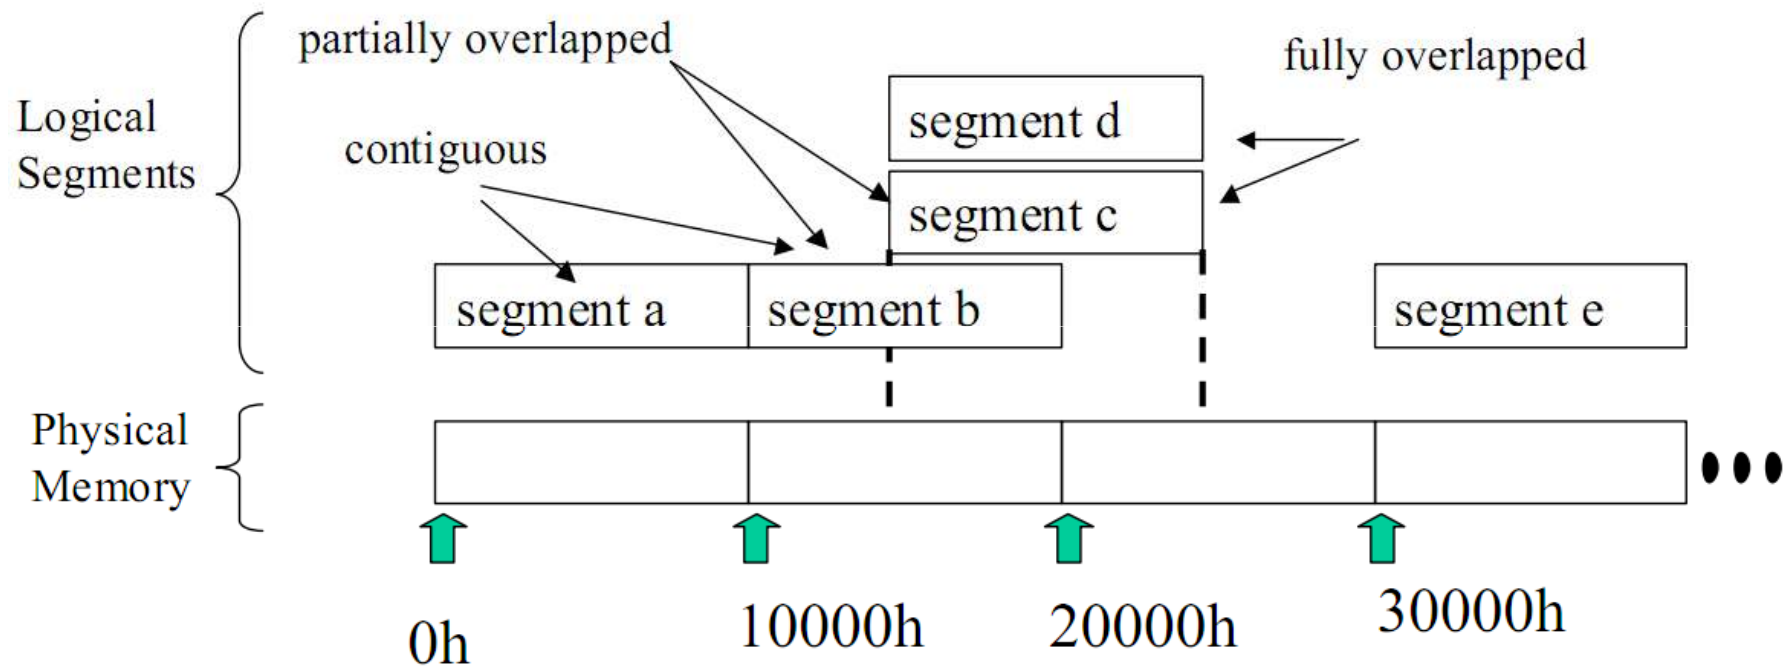 partially overlapped
fully overlapped
Logical
Segments
contiguous
segment d
segment c
segment a
segment b
segment e
Physical
Memory
0h
10000h
20000h
30000h